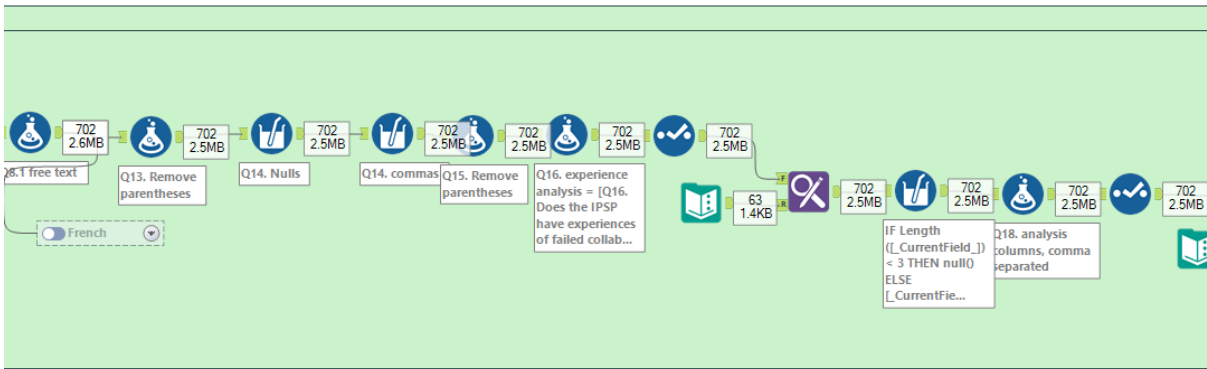 702
2.6MB
702
2.5MB
702
2.5MB
702
2.5MB
702
2.5MB
702
2.5MB
702
2.5MB
Q8.1 free text
Q13. Remove
parentheses
Q14. Nulls
Q14. commas
Q15. Remove
parentheses
Q16. experience
analysis = [Q16.
Does the IPSP
have experiences
of failed collab...
French
63
1.4KB
F
R
702
2.5MB
702
2.5MB
702
2.5MB
702
2.5MB
IF Length
([_CurrentField_])
< 3 THEN null()
ELSE
[_CurrentFie...
Q18. analysis
columns, comma
separated